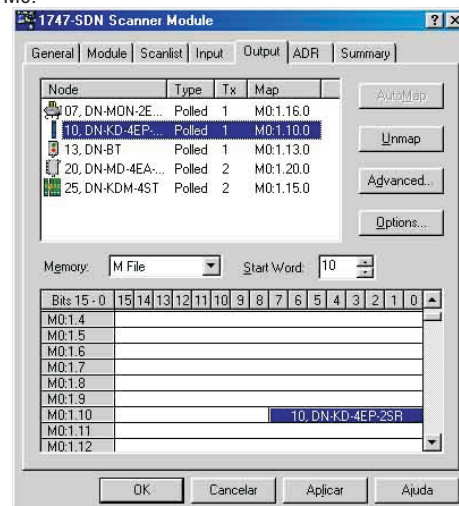 M0.
1747-SDN Scanner Module
General Module Scanlist Input Output ADR Summary
Node Type Tx Map
07, DN-MON-2E... Polled 1 M0:1.16.0
10, DN-KD-4EP-... Polled 1 M0:1.10.0
13, DN-BT Polled 1 M0:1.13.0
20, DN-MD-4EA-... Polled 2 M0:1.20.0
25, DN-KDM-4ST Polled 2 M0:1.15.0
AutoMap
Unmap
Advanced...
Options...
Memory: M File Start Word: 10
Bits 15 - 0 15 14 13 12 11 10 9 8 7 6 5 4 3 2 1 0
M0:1.4
M0:1.5
M0:1.6
M0:1.7
M0:1.8
M0:1.9
M0:1.10 10, DN-KD-4EP-2SR
M0:1.11
M0:1.12
OK Cancelar Aplicar Ajuda